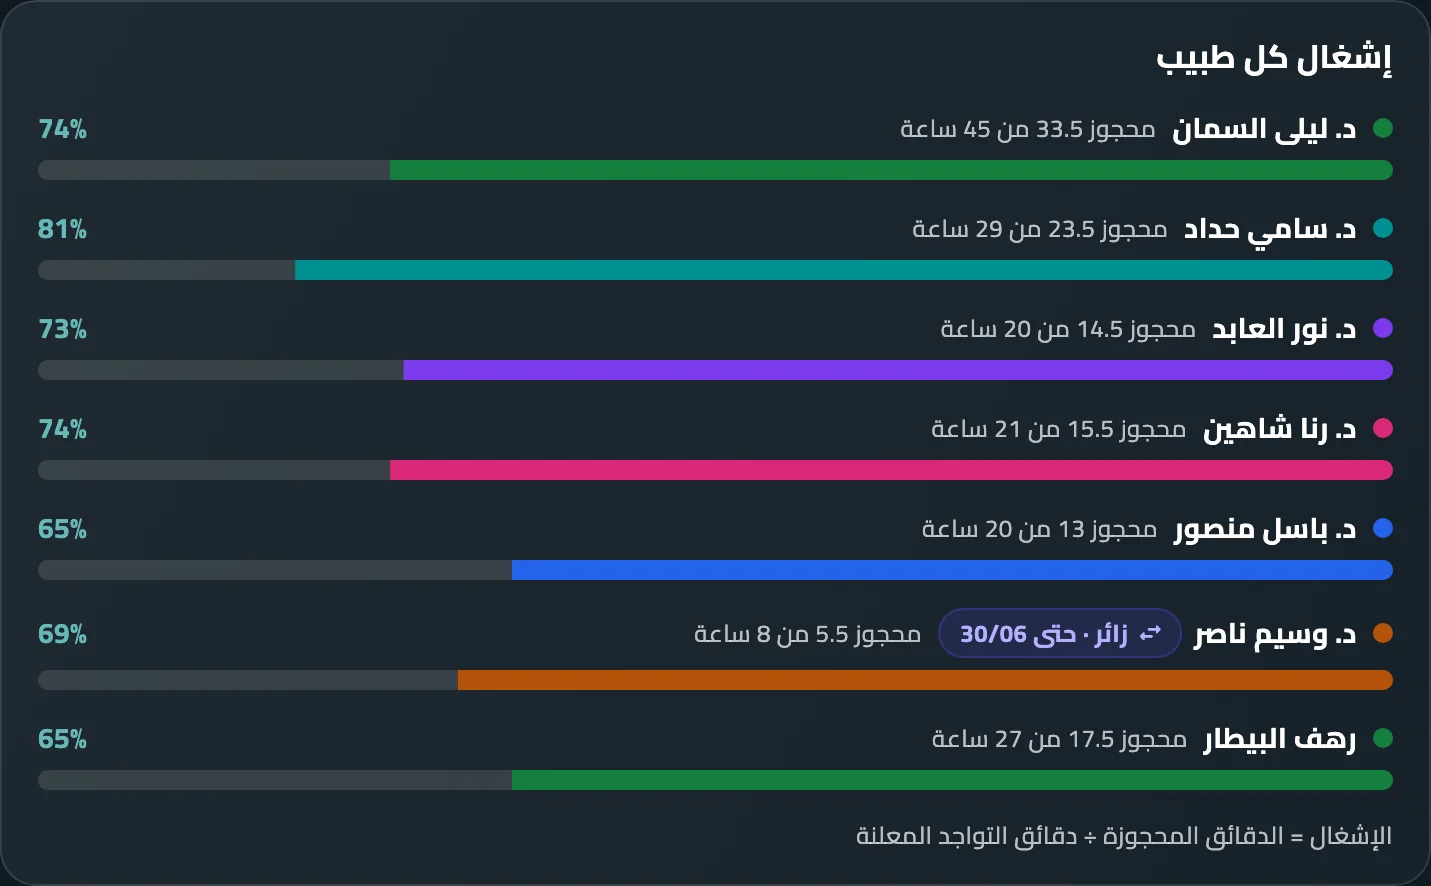 إشغال كل طبيب
د. ليلى السمان محجوز 33.5 من 45 ساعة 74%
د. سامي حداد محجوز 23.5 من 29 ساعة 81%
د. نور العابد محجوز 14.5 من 20 ساعة 73%
د. رنا شاهين محجوز 15.5 من 21 ساعة 74%
د. باسل منصور محجوز 13 من 20 ساعة 65%
د. وسيم ناصر زائر · حتى 30/06 محجوز 5.5 من 8 ساعة 69%
رهف البيطار محجوز 17.5 من 27 ساعة 65%
الإشغال = الدقائق المحجوزة ÷ دقائق التواجد المعلنة